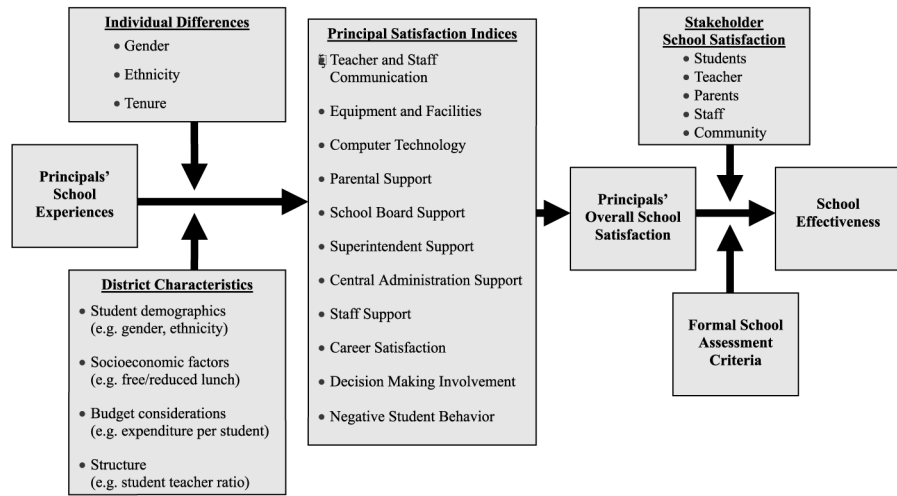 Individual Differences
Gender
Ethnicity
Tenure
Principals’
School
Experiences
District Characteristics
Student demographics
(e.g. gender, ethnicity)
Socioeconomic factors
(e.g. free/reduced lunch)
Budget considerations
(e.g. expenditure per student)
Structure
(e.g. student teacher ratio)
Principal Satisfaction Indices
Teacher and Staff
Communication
Equipment and Facilities
Computer Technology
Parental Support
School Board Support
Superintendent Support
Central Administration Support
Staff Support
Career Satisfaction
Decision Making Involvement
Negative Student Behavior
Principals’
Overall School
Satisfaction
Stakeholder
School Satisfaction
Students
Teacher
Parents
Staff
Community
Formal School
Assessment
Criteria
School
Effectiveness